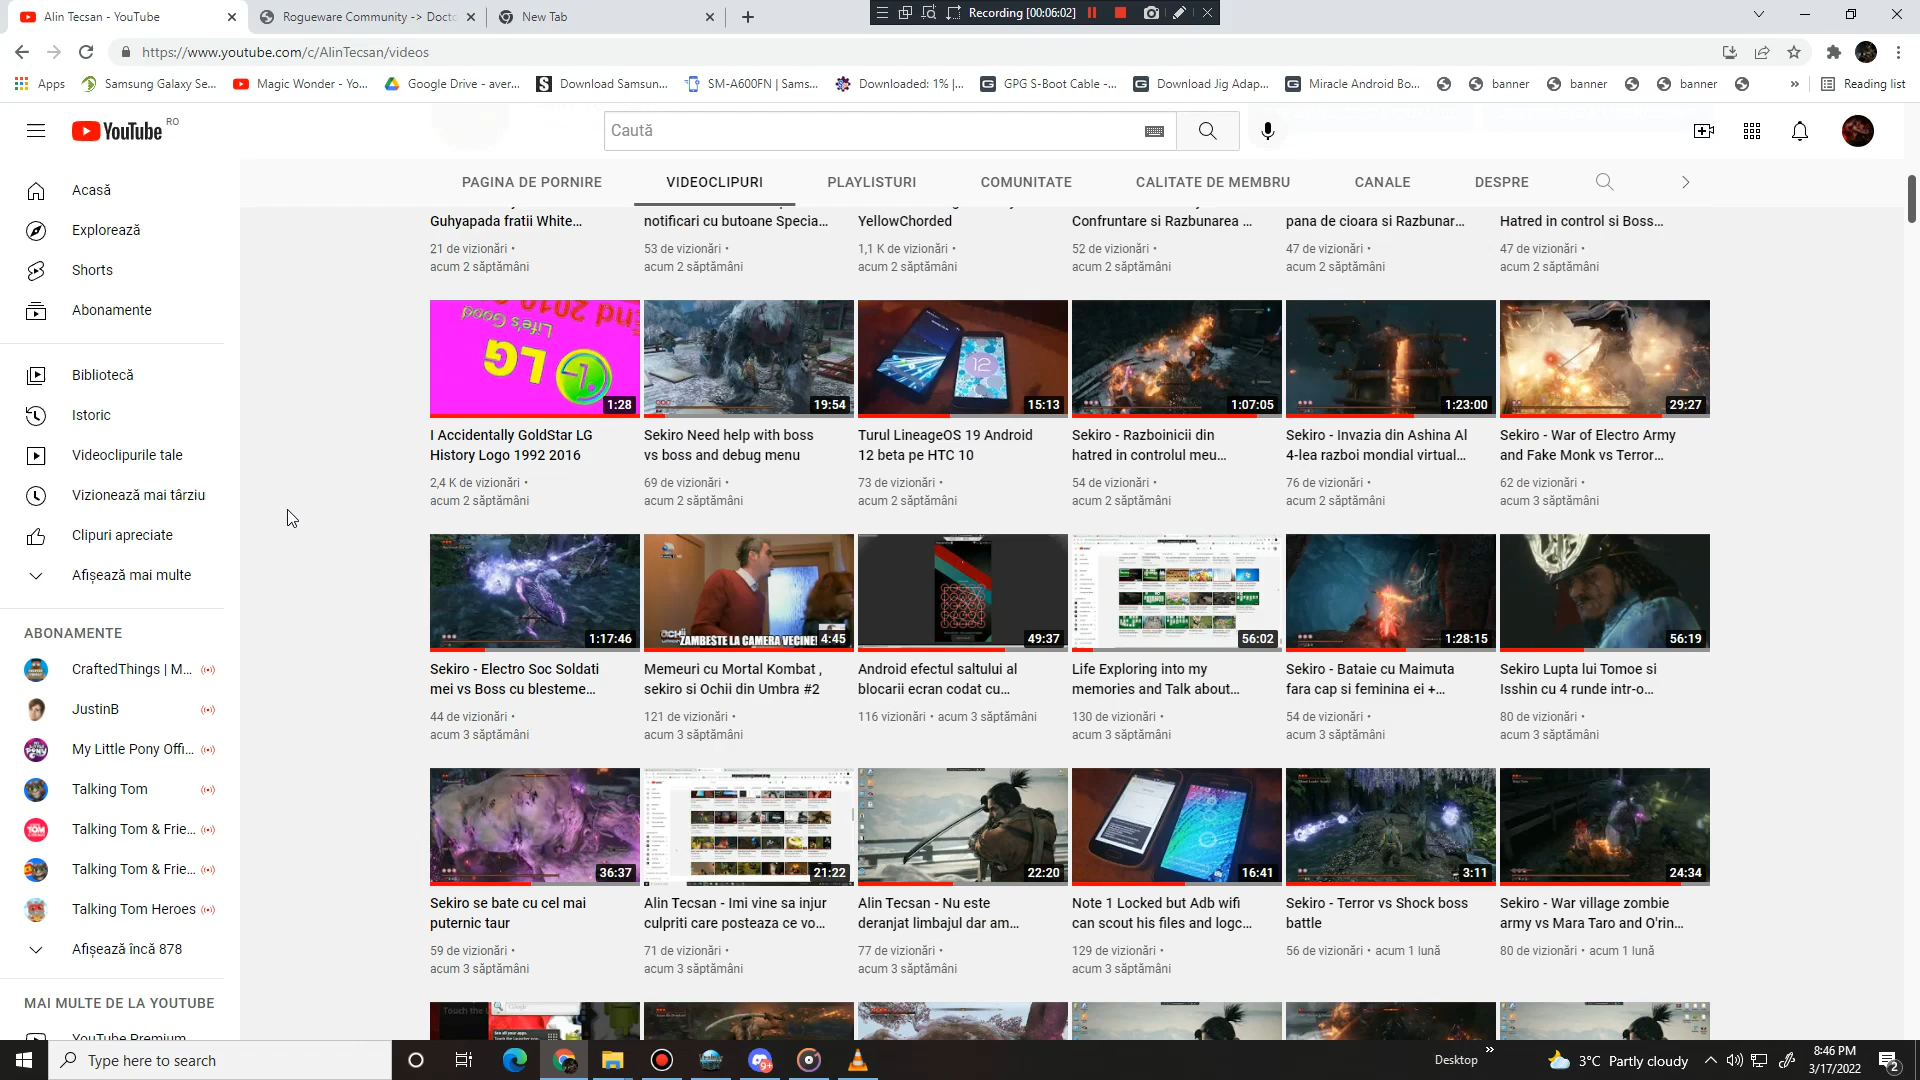 Alin Tecsan - YouTube
Rogueware Community -> Docto
New Tab
Recording [00:06:02]
https://www.youtube.com/c/AlinTecsan/videos
Apps
Samsung Galaxy Se...
Magic Wonder - Yo...
Google Drive - aver...
Download Samsun...
SM-A600FN | Sams...
Downloaded: 1% |...
GPG S-Boot Cable -...
Download Jig Adap...
Miracle Android Bo...
banner
banner
banner
Reading list
YouTube RO
Caută
PAGINA DE PORNIRE
VIDEOCLIPURI
PLAYLISTURI
COMUNITATE
CALITATE DE MEMBRU
CANALE
DESPRE
Acasă
Explorează
Shorts
Abonamente
Bibliotecă
Istoric
Videoclipurile tale
Vizionează mai târziu
Clipuri apreciate
Afișează mai multe
ABONAMENTE
CraftedThings | M...
JustinB
My Little Pony Offi...
Talking Tom
Talking Tom & Frie...
Talking Tom & Frie...
Talking Tom Heroes
Afișează încă 878
MAI MULTE DE LA YOUTUBE
YouTube Premium
Guhyapada fratii White...
21 de vizionări •
acum 2 săptămâni
notificari cu butoane Specia...
53 de vizionări •
acum 2 săptămâni
YellowChorded
1,1 K de vizionări •
acum 2 săptămâni
Confruntare si Razbunarea ...
52 de vizionări •
acum 2 săptămâni
pana de cioara si Razbunar...
47 de vizionări •
acum 2 săptămâni
Hatred in control si Boss...
47 de vizionări •
acum 2 săptămâni
Life's Good
LG
1:28
I Accidentally GoldStar LG
History Logo 1992 2016
2,4 K de vizionări •
acum 2 săptămâni
19:54
Sekiro Need help with boss
vs boss and debug menu
69 de vizionări •
acum 2 săptămâni
12
15:13
Turul LineageOS 19 Android
12 beta pe HTC 10
73 de vizionări •
acum 2 săptămâni
1:07:05
Sekiro - Razboinicii din
hatred in controlul meu...
54 de vizionări •
acum 2 săptămâni
1:23:00
Sekiro - Invazia din Ashina Al
4-lea razboi mondial virtual...
76 de vizionări •
acum 2 săptămâni
29:27
Sekiro - War of Electro Army
and Fake Monk vs Terror...
62 de vizionări •
acum 3 săptămâni
1:17:46
Sekiro - Electro Soc Soldati
mei vs Boss cu blesteme...
44 de vizionări •
acum 3 săptămâni
ZAMBESTE LA CAMERA VECINE!
4:45
Memeuri cu Mortal Kombat ,
sekiro si Ochii din Umbra #2
121 de vizionări •
acum 3 săptămâni
49:37
Android efectul saltului al
blocarii ecran codat cu...
116 vizionări • acum 3 săptămâni
56:02
Life Exploring into my
memories and Talk about...
130 de vizionări •
acum 3 săptămâni
1:28:15
Sekiro - Bataie cu Maimuta
fara cap si feminina ei +...
54 de vizionări •
acum 3 săptămâni
56:19
Sekiro Lupta lui Tomoe si
Isshin cu 4 runde intr-o...
80 de vizionări •
acum 3 săptămâni
36:37
Sekiro se bate cu cel mai
puternic taur
59 de vizionări •
acum 3 săptămâni
21:22
Alin Tecsan - Imi vine sa injur
culpriti care posteaza ce vo...
71 de vizionări •
acum 3 săptămâni
22:20
Alin Tecsan - Nu este
deranjat limbajul dar am...
77 de vizionări •
acum 3 săptămâni
16:41
Note 1 Locked but Adb wifi
can scout his files and logc...
129 de vizionări •
acum 3 săptămâni
3:11
Sekiro - Terror vs Shock boss
battle
56 de vizionări • acum 1 lună
24:34
Sekiro - War village zombie
army vs Mara Taro and O'rin...
80 de vizionări • acum 1 lună
Type here to search
Desktop
3°C Partly cloudy
8:46 PM
3/17/2022
2